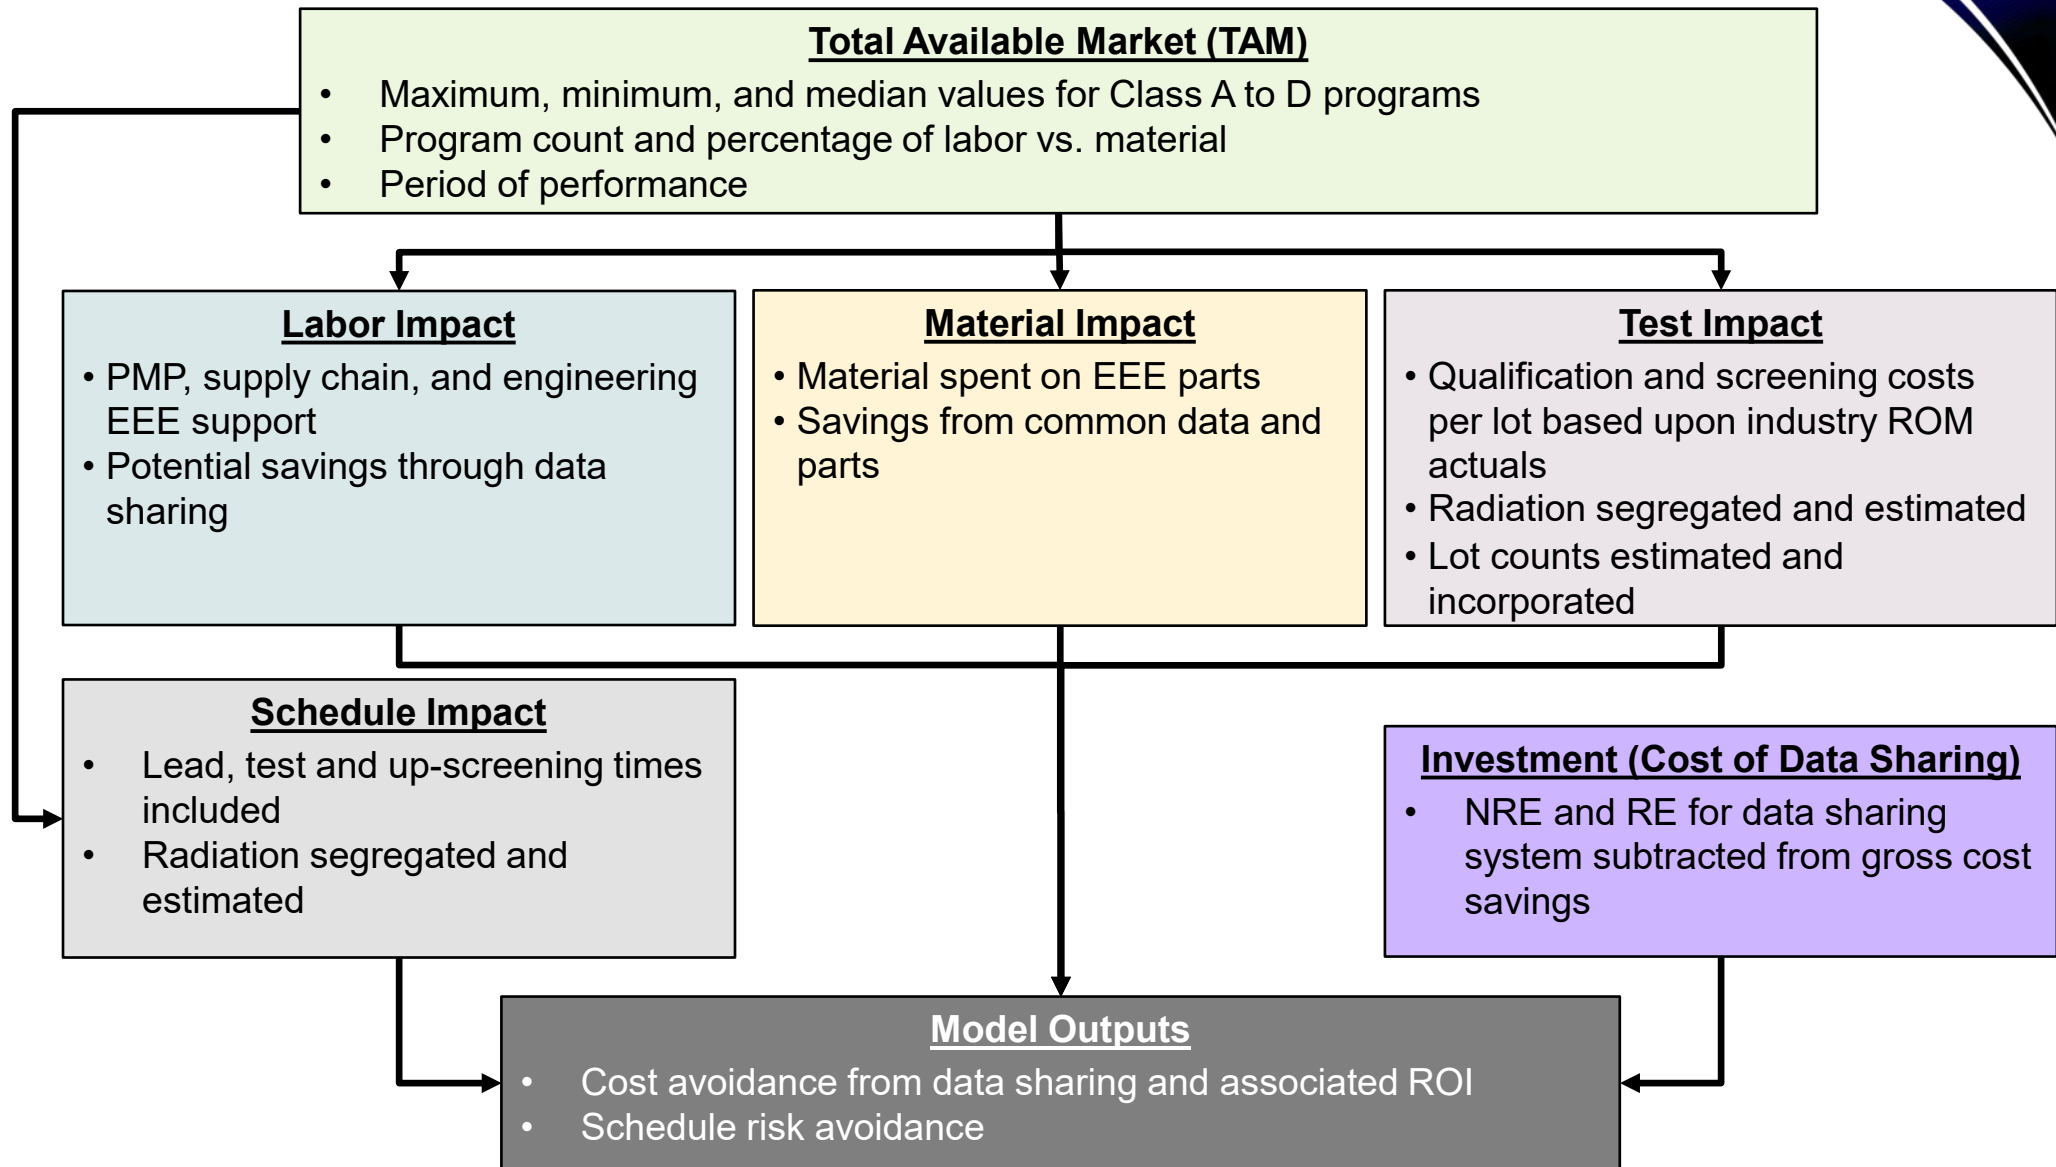 Total Available Market (TAM)
• Maximum, minimum, and median values for Class A to D programs
• Program count and percentage of labor vs. material
• Period of performance
Labor Impact
• PMP, supply chain, and engineering
EEE support
• Potential savings through data
sharing
Material Impact
• Material spent on EEE parts
• Savings from common data and
parts
Test Impact
• Qualification and screening costs
per lot based upon industry ROM
actuals
• Radiation segregated and estimated
• Lot counts estimated and
incorporated
Schedule Impact
• Lead, test and up-screening times
included
• Radiation segregated and
estimated
Investment (Cost of Data Sharing)
• NRE and RE for data sharing
system subtracted from gross cost
savings
Model Outputs
• Cost avoidance from data sharing and associated ROI
• Schedule risk avoidance